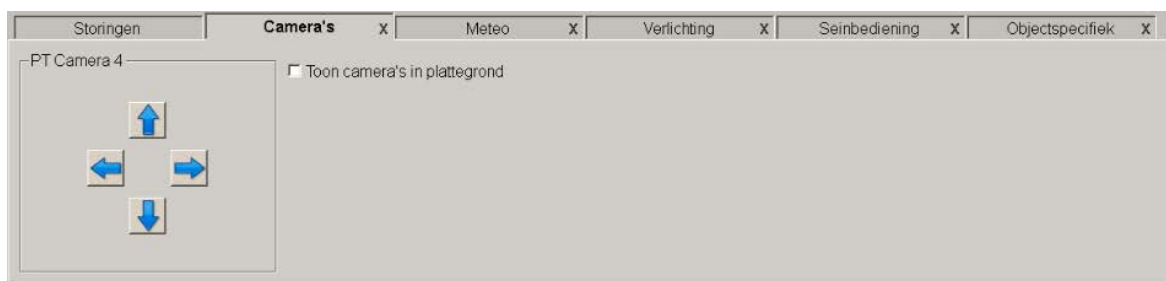 Storingen Camera's X Meteo X Verlichting X Seinbediening X Objectspecifiek X
PT Camera 4
Toon camera's in plattegrond